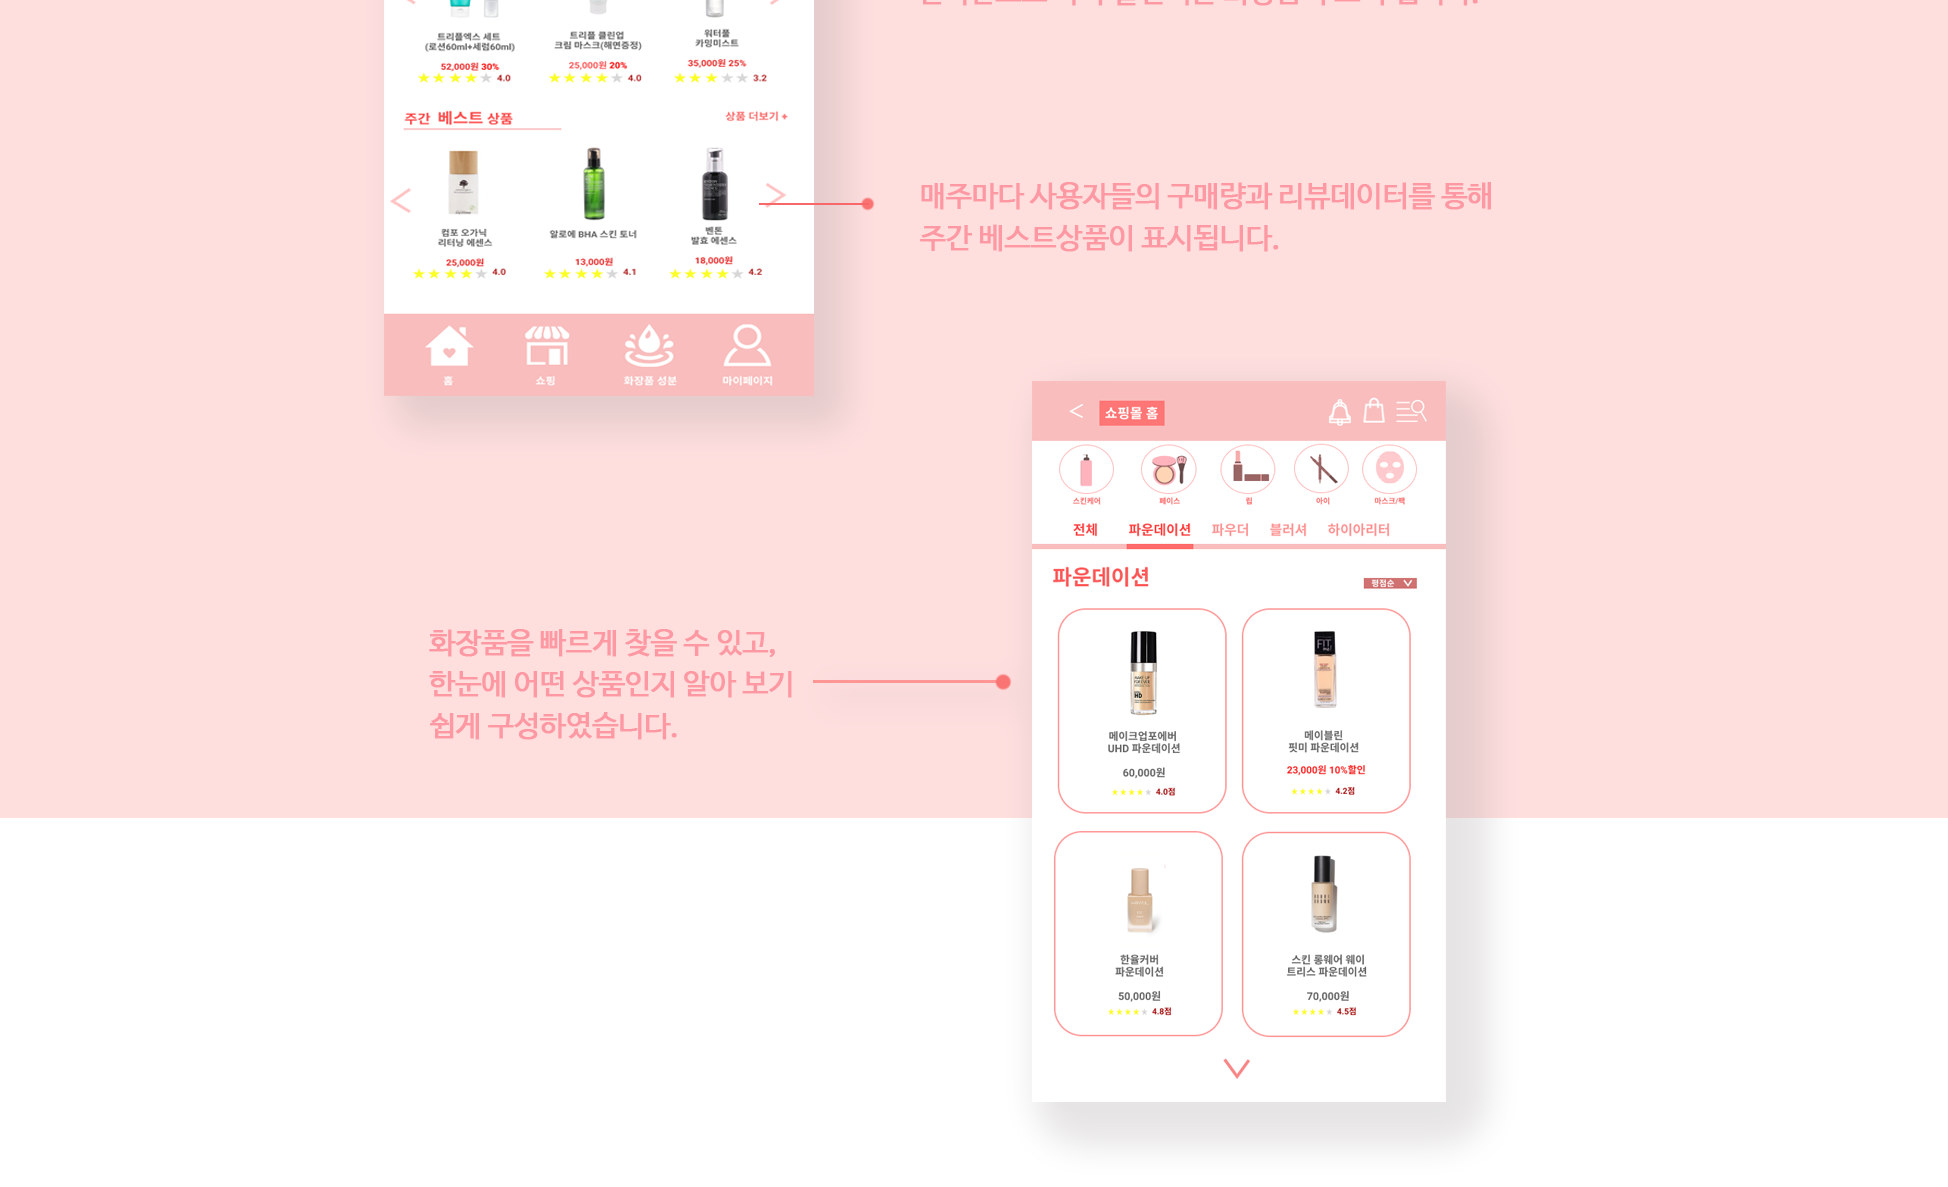 트리플엑스 세트
(로션60ml+세럼60ml)
52,000원 30%
4.0
트리플 클린업
크림 마스크(해면증정)
25,000원 20%
4.0
워터풀
카밍미스트
35,000원 25%
3.2
주간 베스트 상품
상품 더보기 +
컴포 오가닉
리터닝 에센스
25,000원
4.0
알로에 BHA 스킨 토너
13,000원
4.1
벤튼
발효 에센스
18,000원
4.2
홈
쇼핑
화장품 성분
마이페이지
매주마다 사용자들의 구매량과 리뷰데이터를 통해
주간 베스트상품이 표시됩니다.
화장품을 빠르게 찾을 수 있고,
한눈에 어떤 상품인지 알아 보기
쉽게 구성하였습니다.
< 쇼핑몰 홈
스킨케어
페이스
립
아이
마스크/팩
전체 파운데이션 파우더 블러셔 하이아리터
파운데이션
평점순
MAKE UP
FOR EVER
HD
메이크업포에버
UHD 파운데이션
60,000원
4.0점
FIT
me!
메이블린
핏미 파운데이션
23,000원 10%할인
4.2점
한율커버
파운데이션
50,000원
4.8점
BOBBI
BROWN
스킨 롱웨어 웨이
트리스 파운데이션
70,000원
4.5점